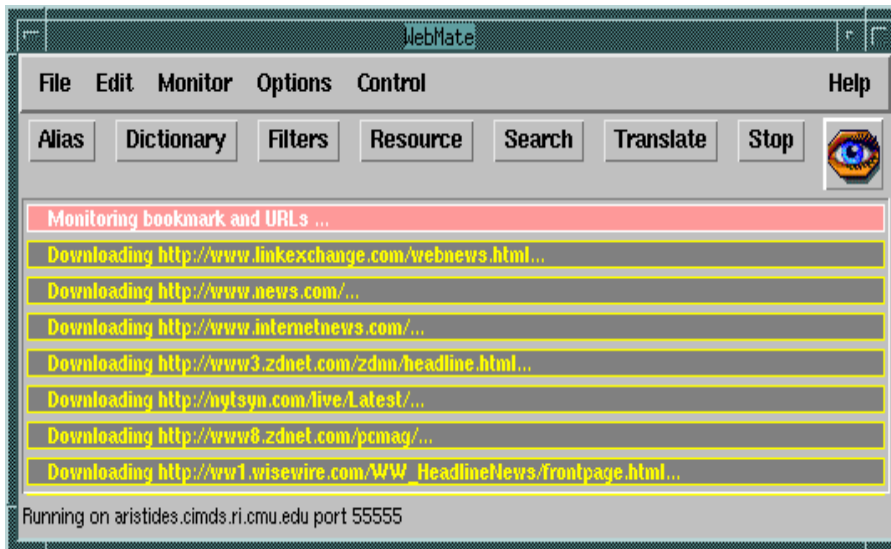 WebMate
File Edit Monitor Options Control Help
Alias Dictionary Filters Resource Search Translate Stop
Monitoring bookmark and URLs ...
Downloading http://www.linkexchange.com/webnews.html...
Downloading http://www.news.com/...
Downloading http://www.internetnews.com/...
Downloading http://www3.zdnet.com/zdnn/headline.html...
Downloading http://nytsyn.com/live/Latest/...
Downloading http://www8.zdnet.com/pcmag/...
Downloading http://ww1.wisewire.com/WW_HeadlineNews/frontpage.html...
Running on aristides.cimds.ri.cmu.edu port 55555